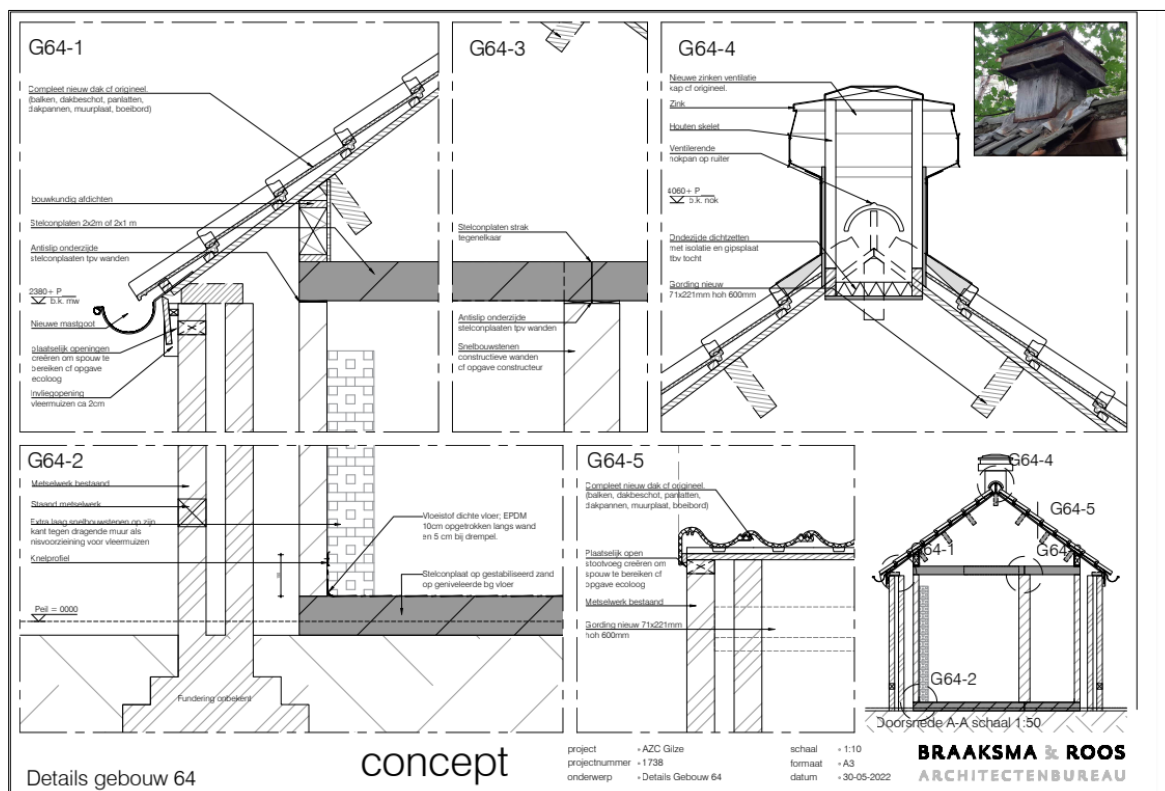 G64-1
Compleet nieuw dak cf origineel.
(balken, dakbeschot, panlatten,
dakpannen, muurplaat, boeibord)
bouwkundig afdichten
Stelconplaten 2x2m of 2x1 m
Antislip onderzijde
stelconplaaten tpv wanden
2380+ P
b.k. mw
Nieuwe mastgoot
plaatselijk openingen
creëren om spouw te
bereiken cf opgave
ecoloog
Invliegopening
vleermuizen ca 2cm
G64-3
Stelconplaten strak
tegenelkaar
Antislip onderzijde
stelconplaaten tpv wanden
Snelbouwstenen
constructieve wanden
cf opgave constructeur
G64-4
Nieuwe zinken ventilatie
kap cf origineel.
Zink
Houten skelet
Ventilerende
nokpan op ruiter
4060+ P
b.k. nok
Ondezijde dichtzetten
met isolatie en gipsplaat
tbv tocht
Gording nieuw
71x221mm hoh 600mm
G64-2
Metselwerk bestaand
Staand metselwerk
Extra laag snelbouwstenen op zijn
kant tegen dragende muur als
nisvoorzieining voor vleermuizen
Knelprofiel
Peil = 0000
Fundering onbekent
Vloeistof dichte vloer; EPDM
10cm opgetrokken langs wand
en 5 cm bij drempel.
Stelconplaat op gestabiliseerd zand
op genivelleerde bg vloer
G64-5
Compleet nieuw dak cf origineel.
(balken, dakbeschot, panlatten,
dakpannen, muurplaat, boeibord)
Plaatselijk open
stootvoeg creëren om
spouw te bereiken cf
opgave ecoloog
Metselwerk bestaand
Gording nieuw 71x221mm
hoh 600mm
G64-4
G64-5
G64-1
G64-
G64-2
Doorsnede A-A schaal 1:50
Details gebouw 64
concept
project • AZC Gilze
projectnummer • 1738
onderwerp • Details Gebouw 64
schaal • 1:10
formaat • A3
datum • 30-05-2022
BRAAKSMA & ROOS
ARCHITECTENBUREAU